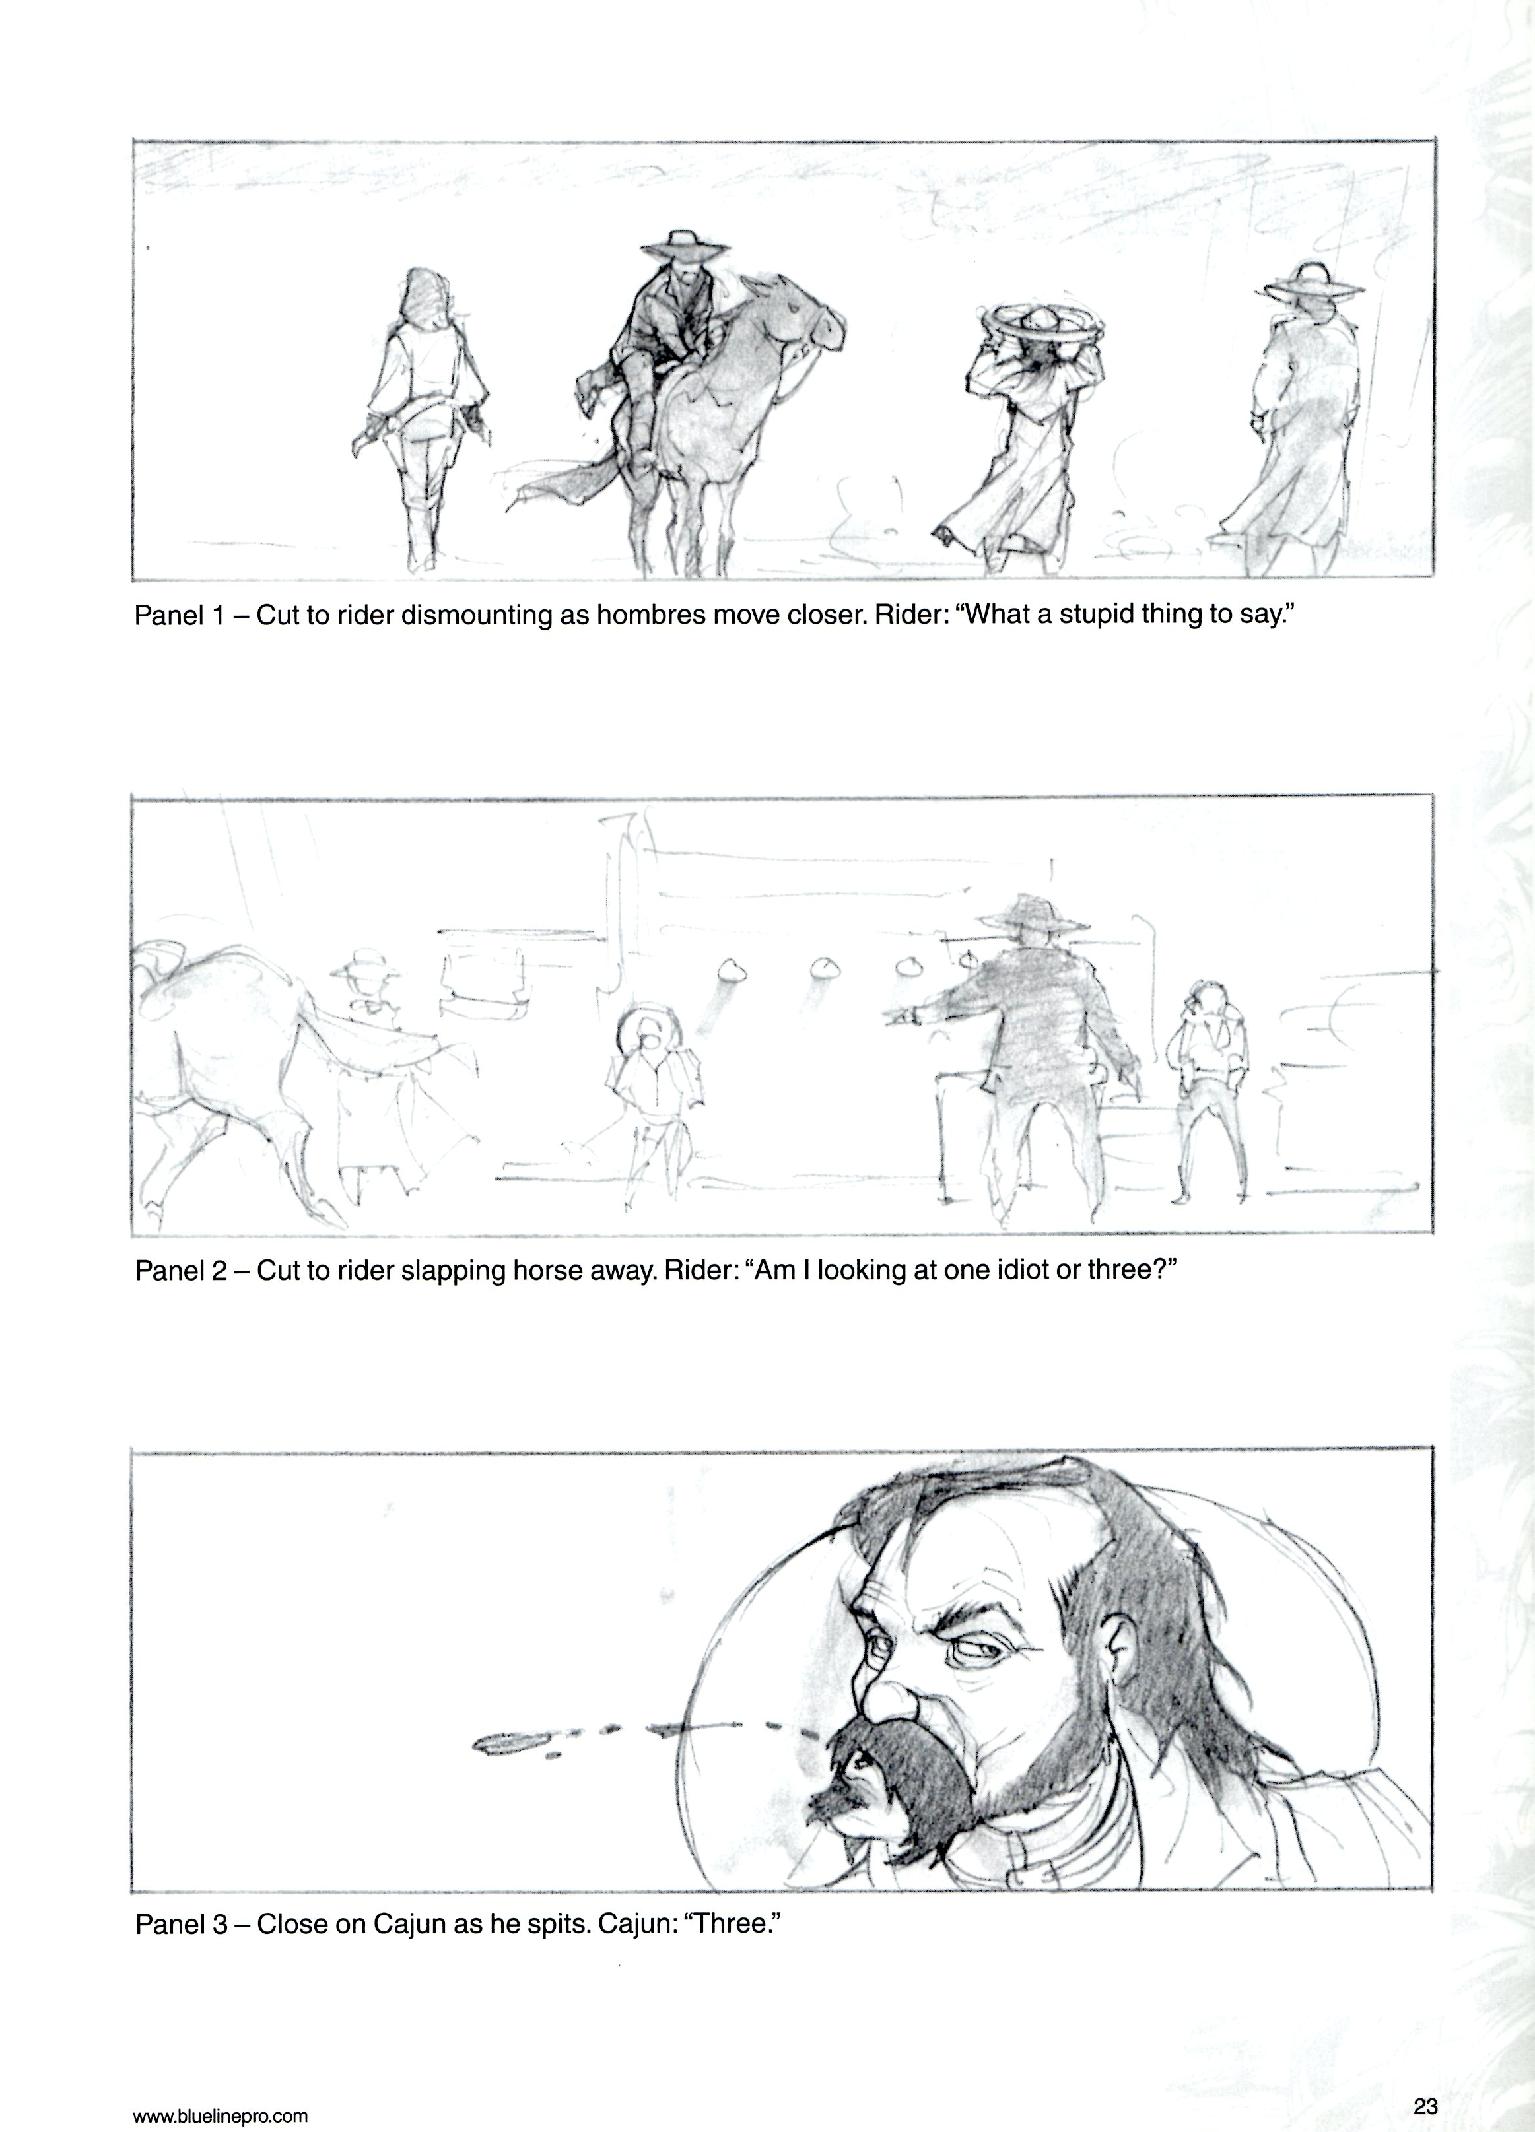 Panel 1 – Cut to rider dismounting as hombres move closer. Rider: “What a stupid thing to say.”
Panel 2 – Cut to rider slapping horse away. Rider: “Am I looking at one idiot or three?”
Panel 3 – Close on Cajun as he spits. Cajun: “Three.”
www.bluelinepro.com
23